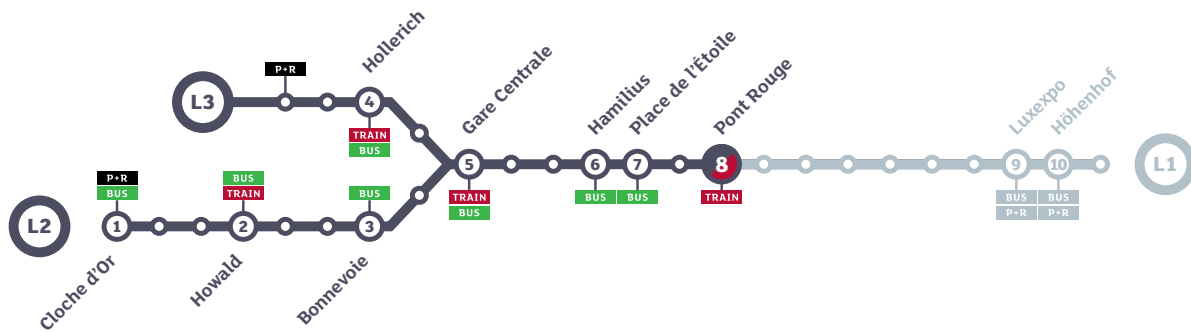 Hollerich
P+R
L3
4
TRAIN
BUS
Gare Centrale
Hamilius
Place de l'Étoile
Pont Rouge
Luxexpo
Höhenhof
5
6
7
8
9
10
L1
TRAIN
BUS
BUS
BUS
TRAIN
BUS
P+R
BUS
P+R
P+R
BUS
BUS
TRAIN
BUS
L2
1
2
3
Cloche d'Or
Howald
Bonnevoie